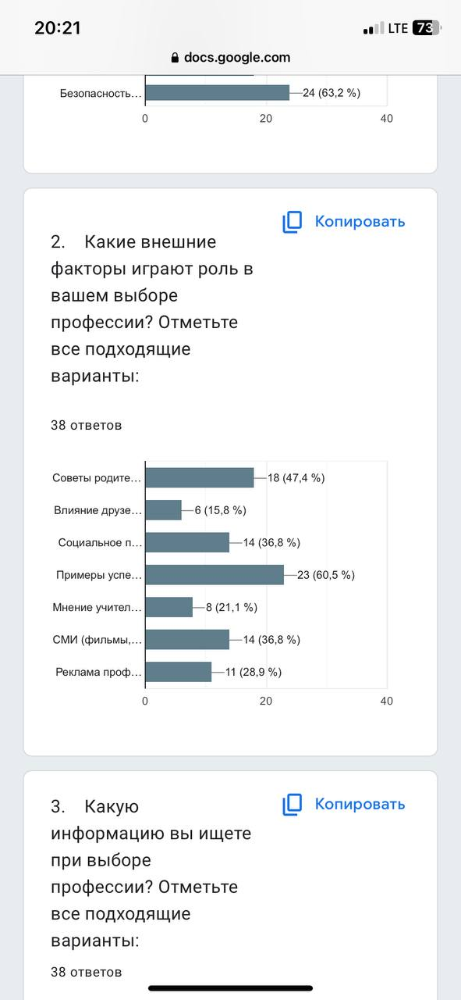 20:21
LTE 73
docs.google.com
Безопасность…
24 (63,2 %)
0 20 40
Копировать
2. Какие внешние
факторы играют роль в
вашем выборе
профессии? Отметьте
все подходящие
варианты:
38 ответов
Советы родите… 18 (47,4 %)
Влияние друзе… 6 (15,8 %)
Социальное п… 14 (36,8 %)
Примеры успе… 23 (60,5 %)
Мнение учител… 8 (21,1 %)
СМИ (фильмы,… 14 (36,8 %)
Реклама проф… 11 (28,9 %)
0 20 40
Копировать
3. Какую
информацию вы ищете
при выборе
профессии? Отметьте
все подходящие
варианты:
38 ответов